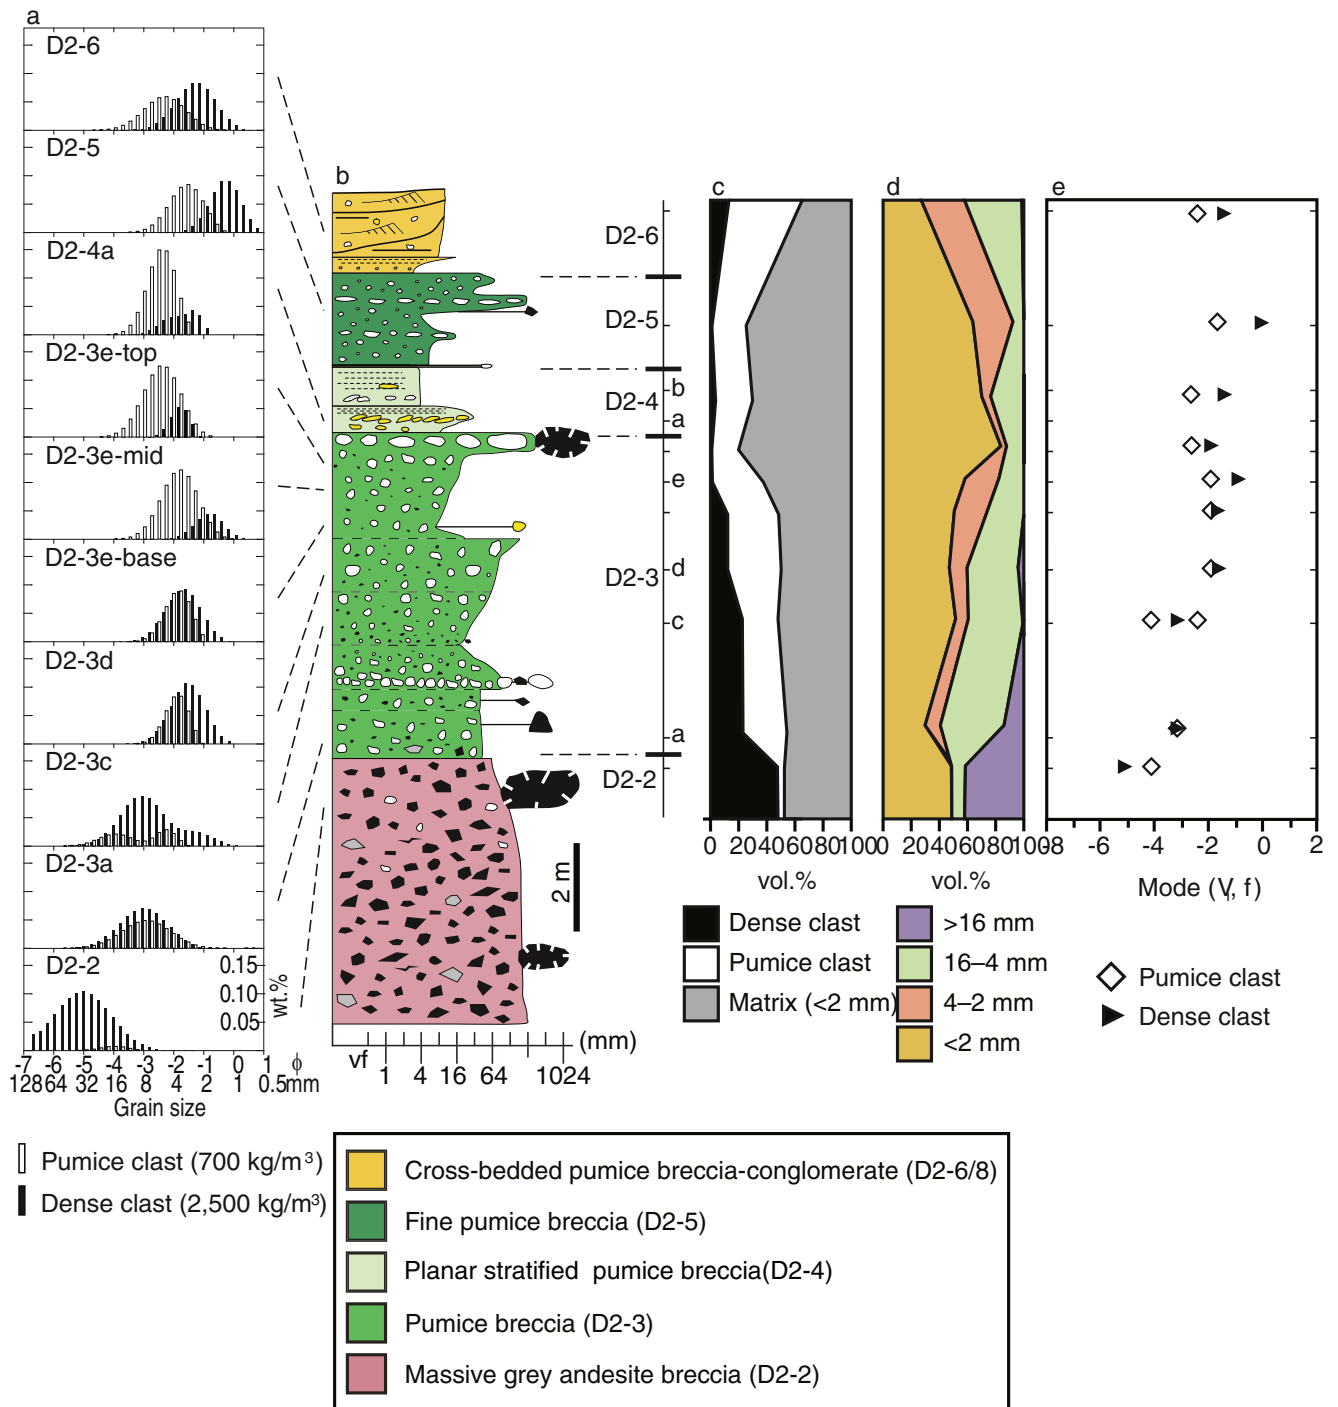 a
D2-6
D2-5
D2-4a
D2-3e-top
D2-3e-mid
D2-3e-base
D2-3d
D2-3c
D2-3a
D2-2
0.15
0.10
0.05
wt.%
-7 -6 -5 -4 -3 -2 -1 0 1 ϕ
128 64 32 16 8 4 2 1 0.5 mm
Grain size
Pumice clast (700 kg/m³)
Dense clast (2,500 kg/m³)
b
2 m
vf 1 4 16 64 1024 (mm)
D2-6
D2-5
D2-4
b
a
D2-3
e
d
c
a
D2-2
c
0 20 40 60 80 100
vol.%
Dense clast
Pumice clast
Matrix (<2 mm)
d
0 20 40 60 80 100
vol.%
>16 mm
16–4 mm
4–2 mm
<2 mm
e
-8 -6 -4 -2 0 2
Mode (V, f)
Pumice clast
Dense clast
Cross-bedded pumice breccia-conglomerate (D2-6/8)
Fine pumice breccia (D2-5)
Planar stratified pumice breccia(D2-4)
Pumice breccia (D2-3)
Massive grey andesite breccia (D2-2)